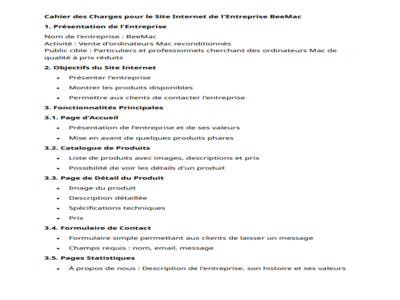 Cahier des Charges pour le Site Internet de l'Entreprise BeeMac
1. Présentation de l'Entreprise
Nom de l'entreprise : BeeMac
Activité : Vente d'ordinateurs Mac reconditionnés
Public cible : Particuliers et professionnels cherchant des ordinateurs Mac de
qualité à prix réduits
2. Objectifs du Site Internet
- Présenter l'entreprise
- Montrer les produits disponibles
- Permettre aux clients de contacter l'entreprise
3. Fonctionnalités Principales
3.1. Page d'Accueil
- Présentation de l'entreprise et de ses valeurs
- Mise en avant de quelques produits phares
3.2. Catalogue de Produits
- Liste de produits avec images, descriptions et prix
- Possibilité de voir les détails d'un produit
3.3. Page de Détail du Produit
- Image du produit
- Description détaillée
- Spécifications techniques
- Prix
3.4. Formulaire de Contact
- Formulaire simple permettant aux clients de laisser un message
- Champs requis : nom, email, message
3.5. Pages Statistiques
- À propos de nous : Description de l'entreprise, son histoire et ses valeurs